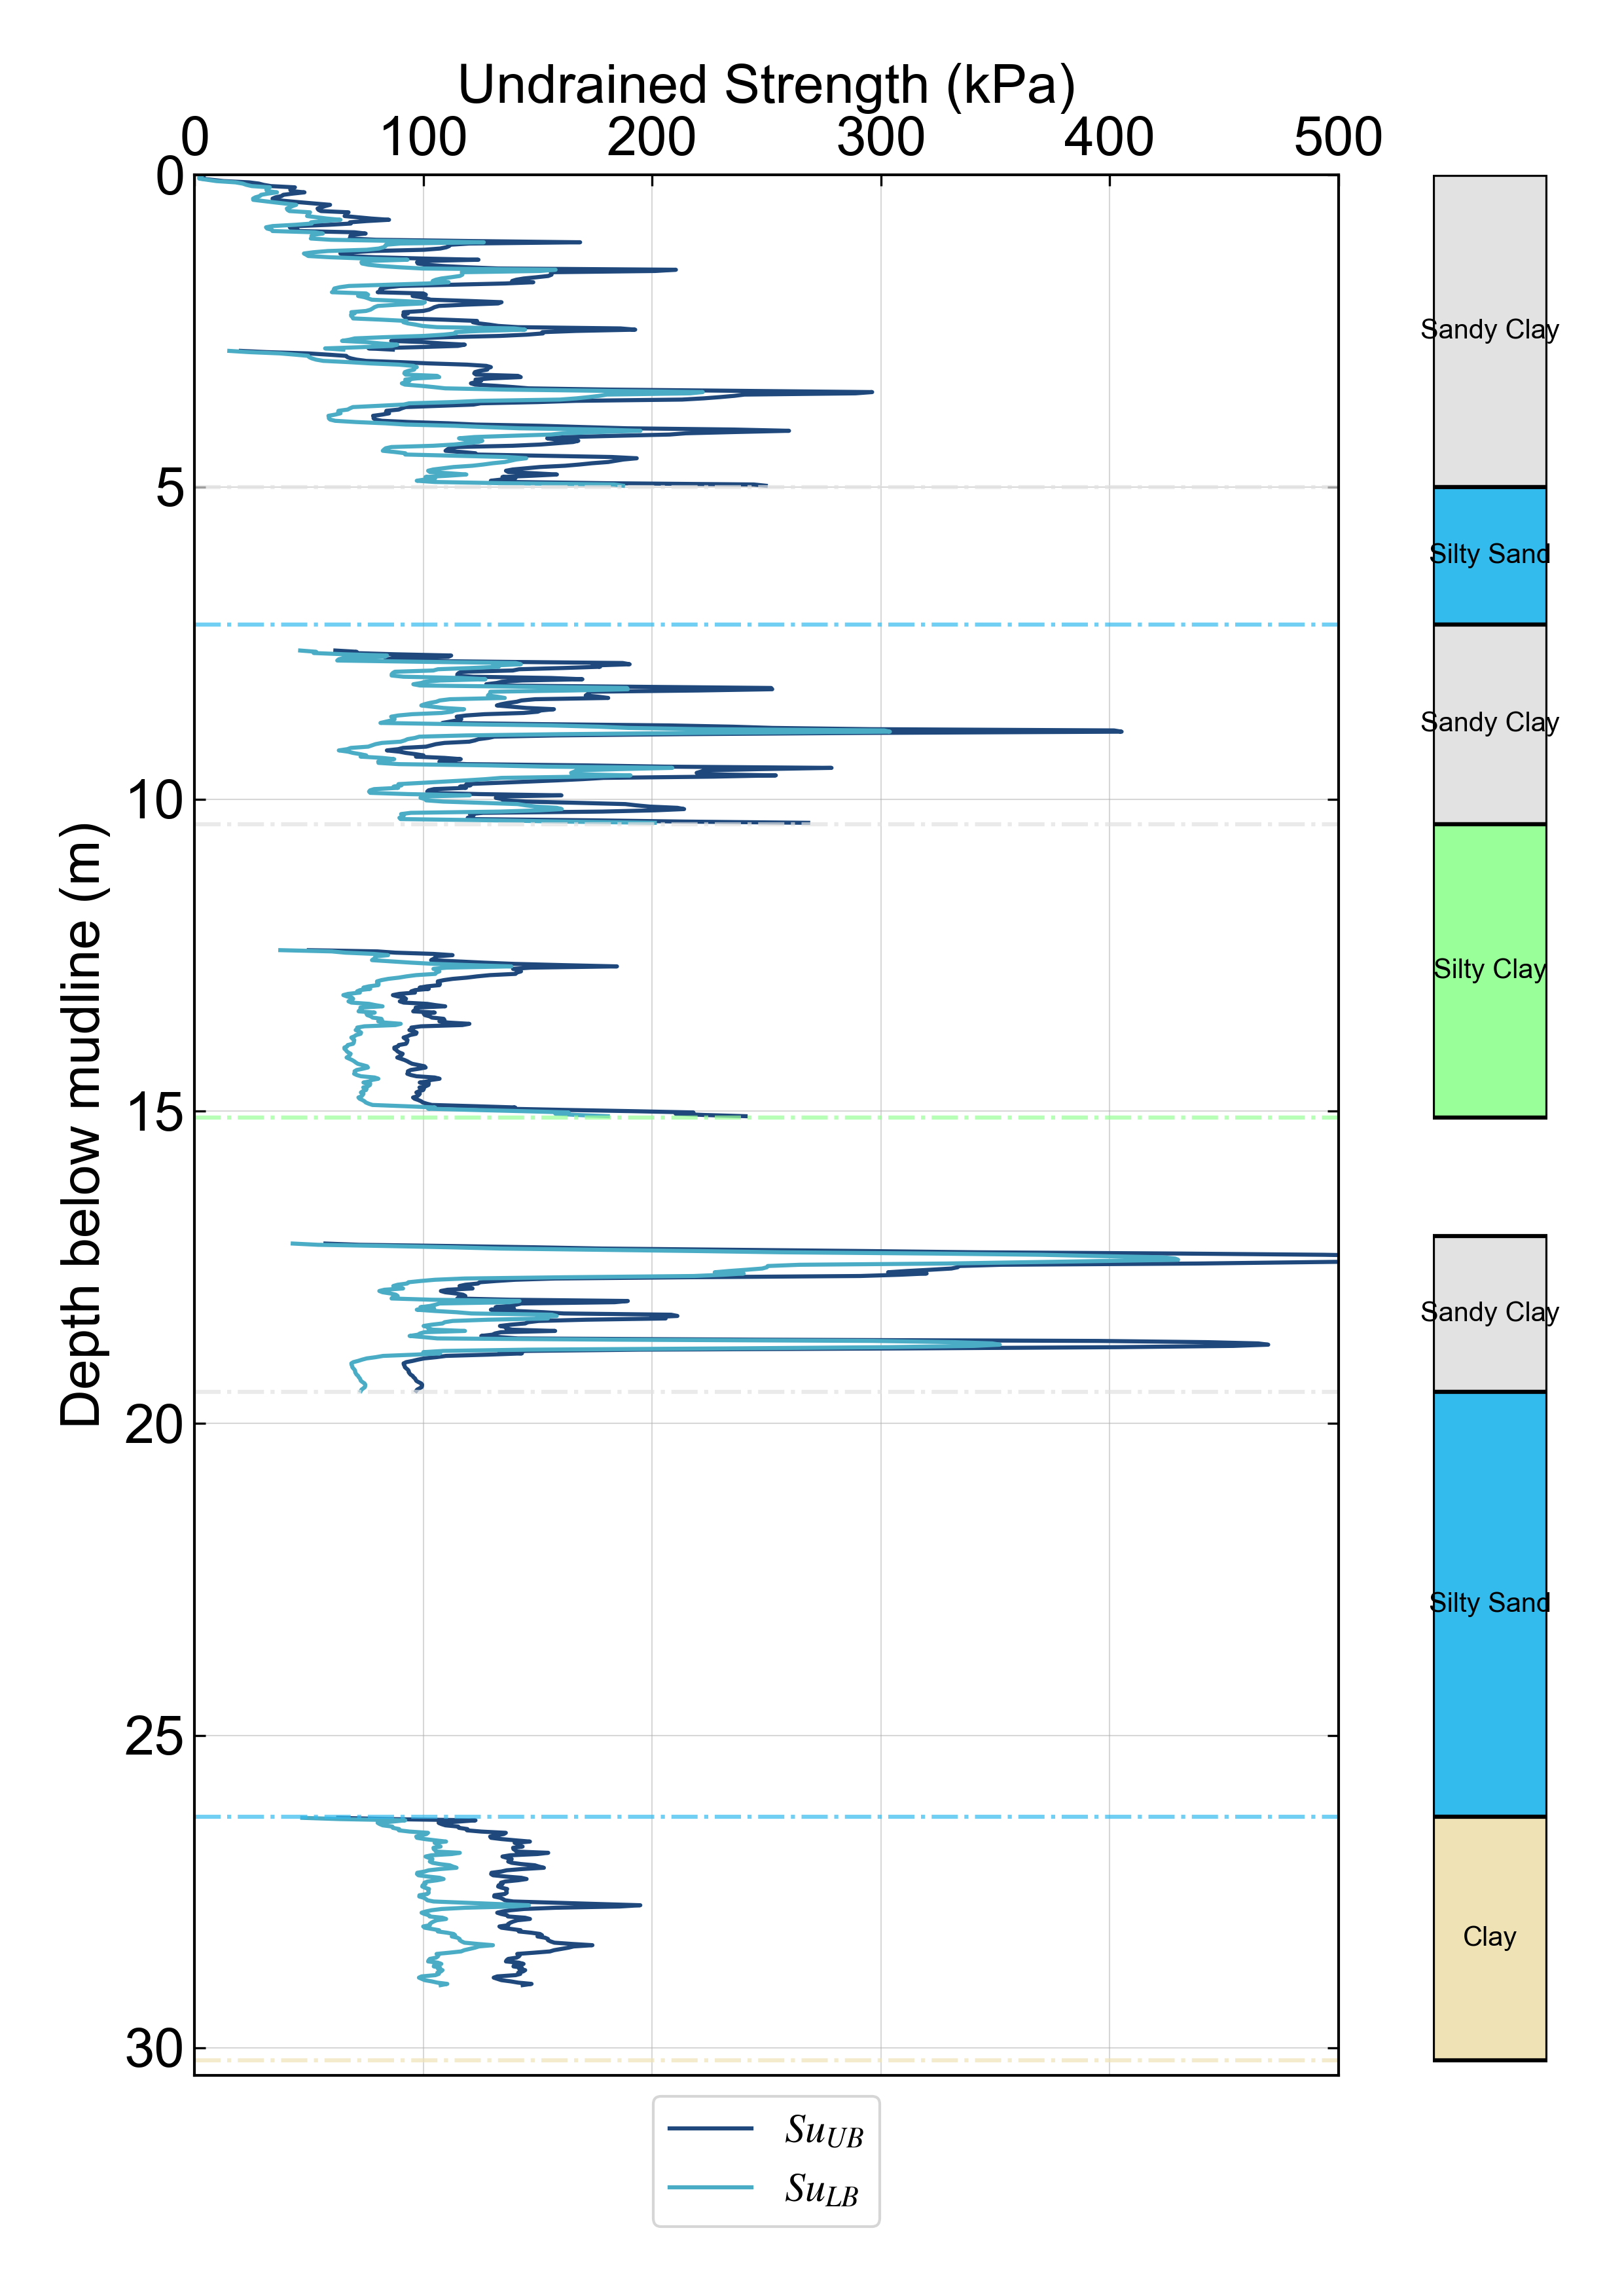 Undrained Strength (kPa)
0 100 200 300 400 500
0
5
10
15
20
25
30
Depth below mudline (m)
Sandy Clay
Silty Sand
Sandy Clay
Silty Clay
Sandy Clay
Silty Sand
Clay
Su_UB
Su_LB